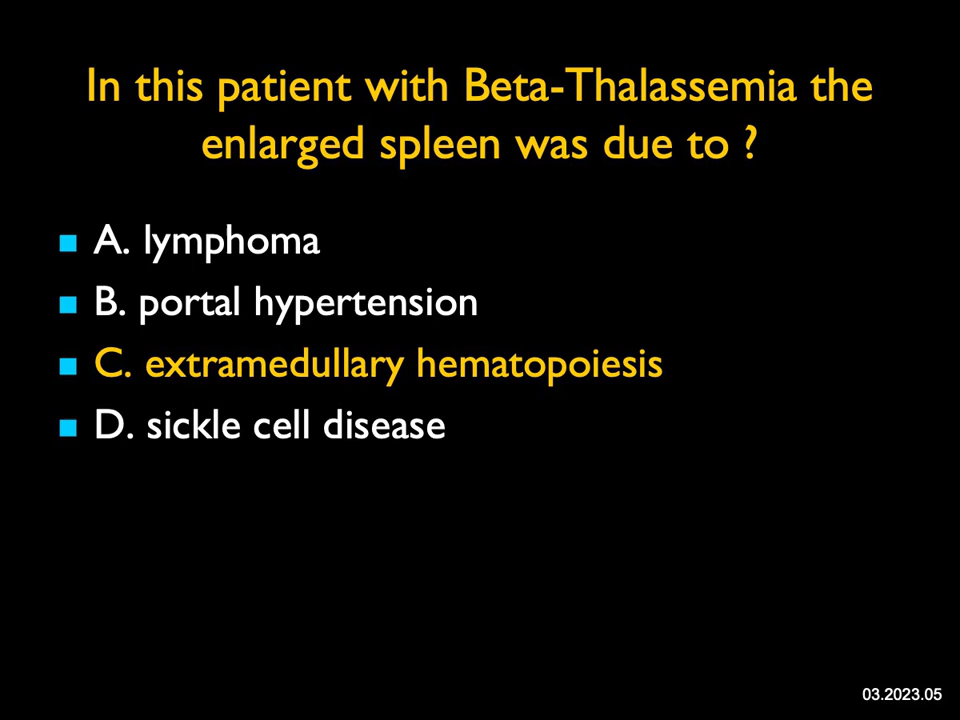 In this patient with Beta-Thalassemia the
enlarged spleen was due to ?
A. lymphoma
B. portal hypertension
C. extramedullary hematopoiesis
D. sickle cell disease
03.2023.05